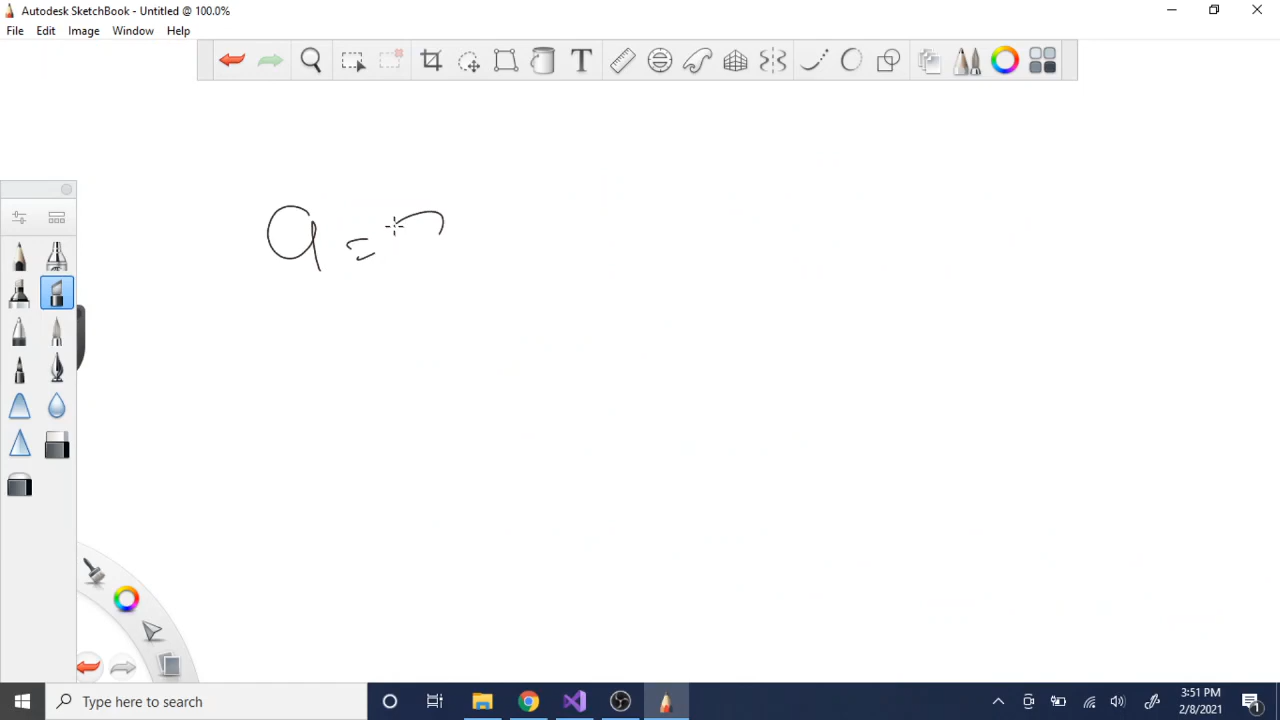 Autodesk SketchBook - Untitled @ 100.0%
File Edit Image Window Help
T
a =
Type here to search
3:51 PM
2/8/2021
1